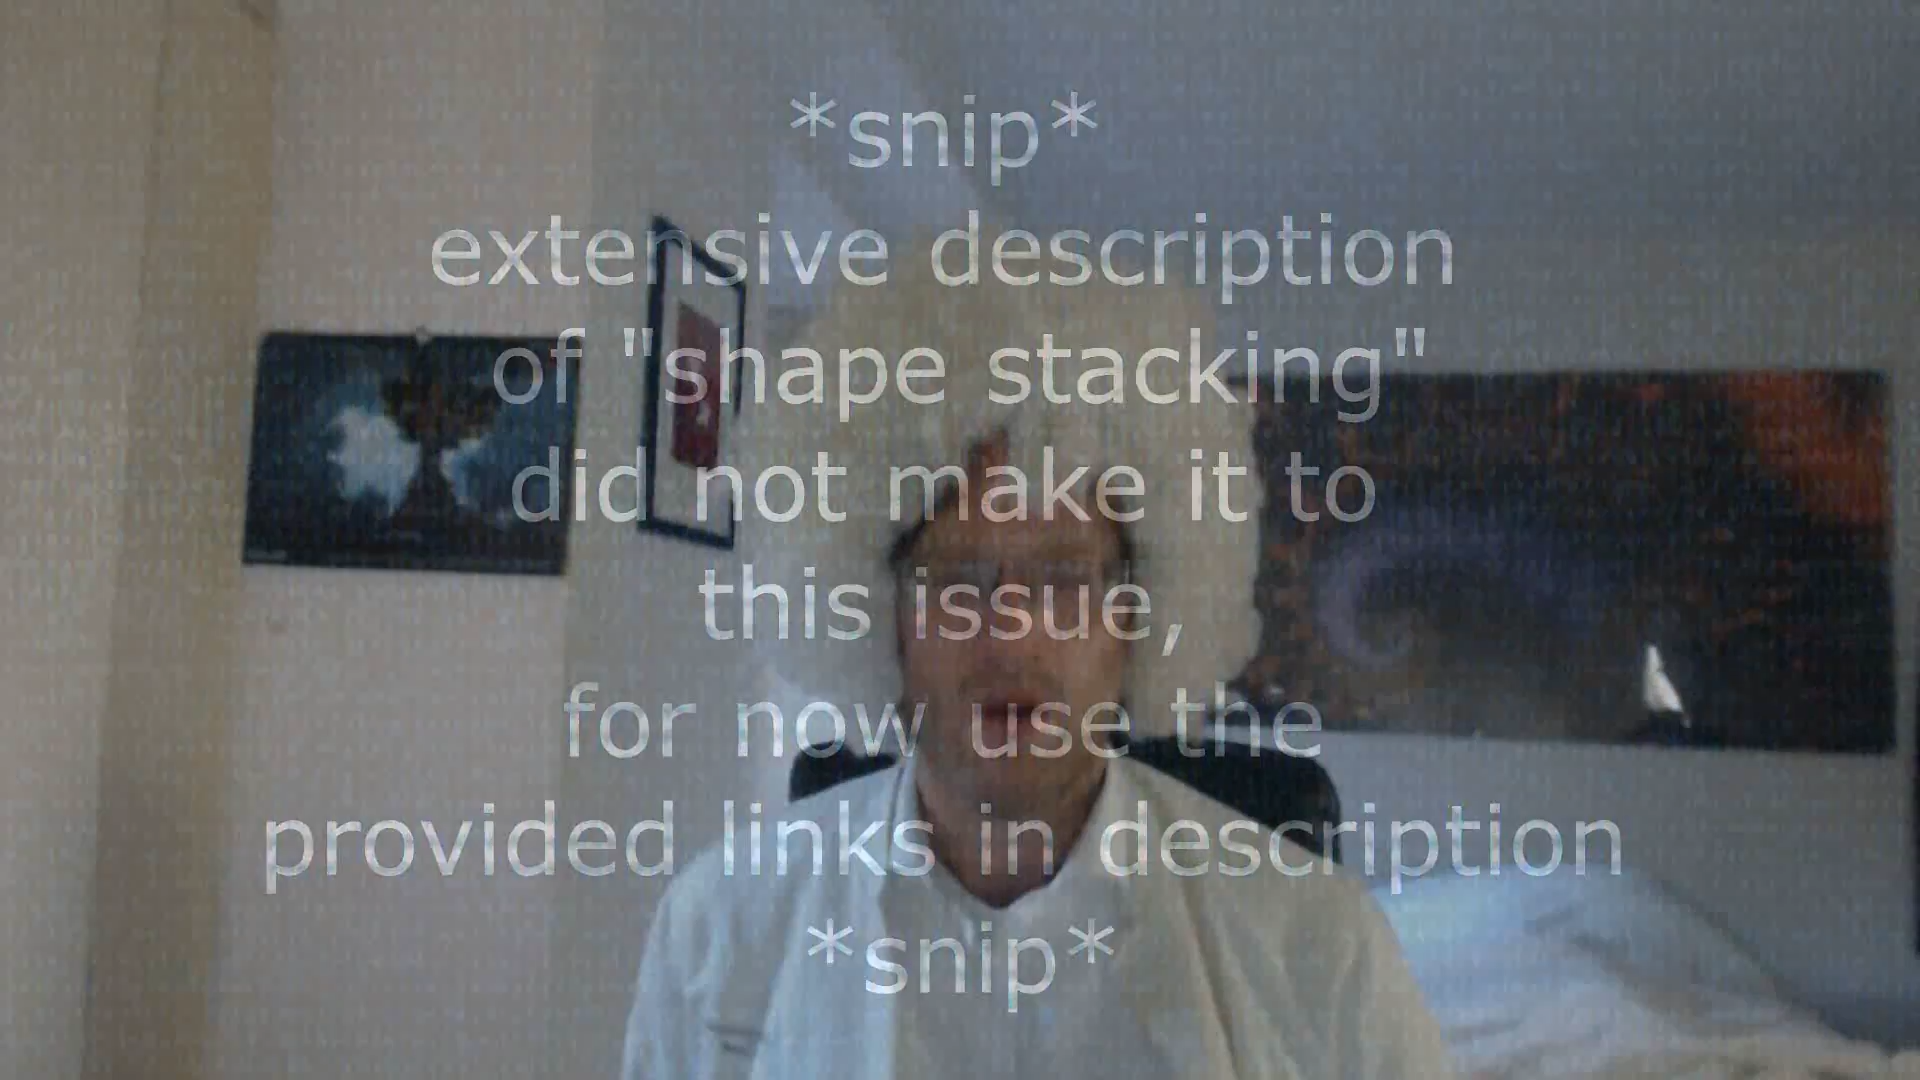 *snip*
extensive description
of "shape stacking"
did not make it to
this issue,
for now use the
provided links in description
*snip*